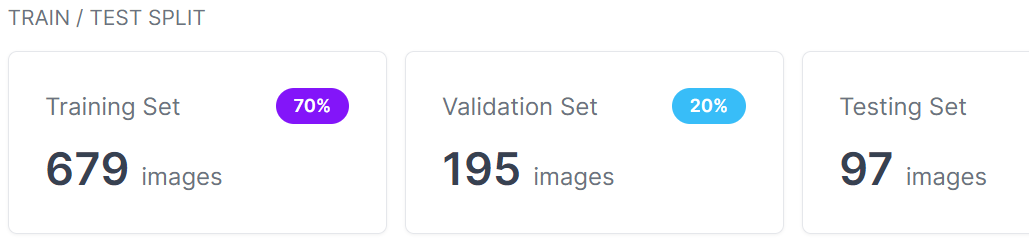 TRAIN / TEST SPLIT
Training Set 70%
679 images
Validation Set 20%
195 images
Testing Set
97 images